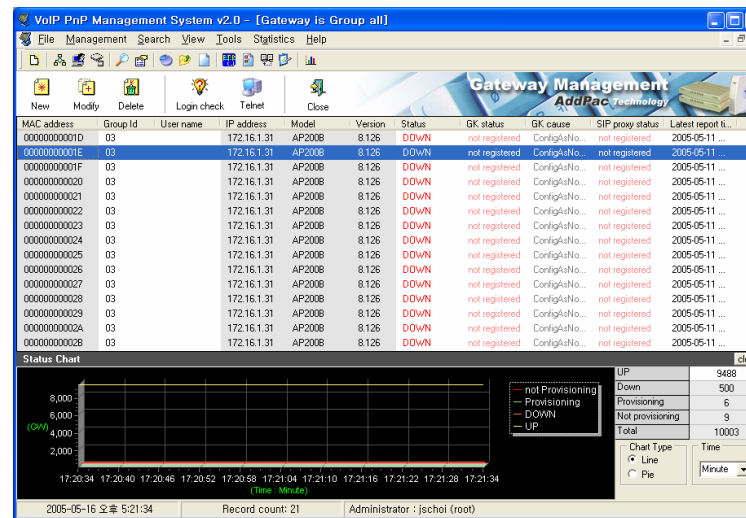 VoIP PnP Management System v2.0 - [Gateway is Group all]
File Management Search View Tools Statistics Help
Gateway Management
AddPac Technology
New Modify Delete Login check Telnet Close
MAC address Group Id User name IP address Model Version Status GK status GK cause SIP proxy status Latest report ti...
00000000001D 03 172.16.1.31 AP200B 8.126 DOWN not registered ConfigAsNo... not registered 2005-05-11 ...
00000000001E 03 172.16.1.31 AP200B 8.126 DOWN not registered ConfigAsNo... not registered 2005-05-11 ...
00000000001F 03 172.16.1.31 AP200B 8.126 DOWN not registered ConfigAsNo... not registered 2005-05-11 ...
000000000020 03 172.16.1.31 AP200B 8.126 DOWN not registered ConfigAsNo... not registered 2005-05-11 ...
000000000021 03 172.16.1.31 AP200B 8.126 DOWN not registered ConfigAsNo... not registered 2005-05-11 ...
000000000022 03 172.16.1.31 AP200B 8.126 DOWN not registered ConfigAsNo... not registered 2005-05-11 ...
000000000023 03 172.16.1.31 AP200B 8.126 DOWN not registered ConfigAsNo... not registered 2005-05-11 ...
000000000024 03 172.16.1.31 AP200B 8.126 DOWN not registered ConfigAsNo... not registered 2005-05-11 ...
000000000025 03 172.16.1.31 AP200B 8.126 DOWN not registered ConfigAsNo... not registered 2005-05-11 ...
000000000026 03 172.16.1.31 AP200B 8.126 DOWN not registered ConfigAsNo... not registered 2005-05-11 ...
000000000027 03 172.16.1.31 AP200B 8.126 DOWN not registered ConfigAsNo... not registered 2005-05-11 ...
000000000028 03 172.16.1.31 AP200B 8.126 DOWN not registered ConfigAsNo... not registered 2005-05-11 ...
000000000029 03 172.16.1.31 AP200B 8.126 DOWN not registered ConfigAsNo... not registered 2005-05-11 ...
00000000002A 03 172.16.1.31 AP200B 8.126 DOWN not registered ConfigAsNo... not registered 2005-05-11 ...
00000000002B 03 172.16.1.31 AP200B 8.126 DOWN not registered ConfigAsNo... not registered 2005-05-11 ...
Status Chart
8,000
6,000
(GW)
4,000
2,000
17:20:34 17:20:40 17:20:46 17:20:52 17:20:58 17:21:04 17:21:10 17:21:16 17:21:22 17:21:28 17:21:34
(Time : Minute)
not Provisioning
Provisioning
DOWN
UP
UP 9488
Down 500
Provisioning 6
Not provisioning 9
Total 10003
Chart Type
Line
Pie
Time
Minute
2005-05-16 오후 5:21:34 Record count: 21 Administrator : jschoi (root)